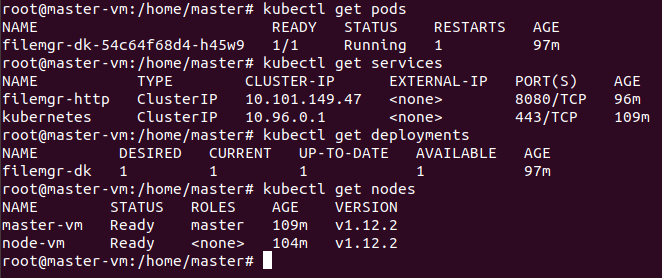 root@master-vm:/home/master# kubectl get pods
NAME READY STATUS RESTARTS AGE
filemgr-dk-54c64f68d4-h45w9 1/1 Running 1 97m
root@master-vm:/home/master# kubectl get services
NAME TYPE CLUSTER-IP EXTERNAL-IP PORT(S) AGE
filemgr-http ClusterIP 10.101.149.47 <none> 8080/TCP 96m
kubernetes ClusterIP 10.96.0.1 <none> 443/TCP 109m
root@master-vm:/home/master# kubectl get deployments
NAME DESIRED CURRENT UP-TO-DATE AVAILABLE AGE
filemgr-dk 1 1 1 1 97m
root@master-vm:/home/master# kubectl get nodes
NAME STATUS ROLES AGE VERSION
master-vm Ready master 109m v1.12.2
node-vm Ready <none> 104m v1.12.2
root@master-vm:/home/master#